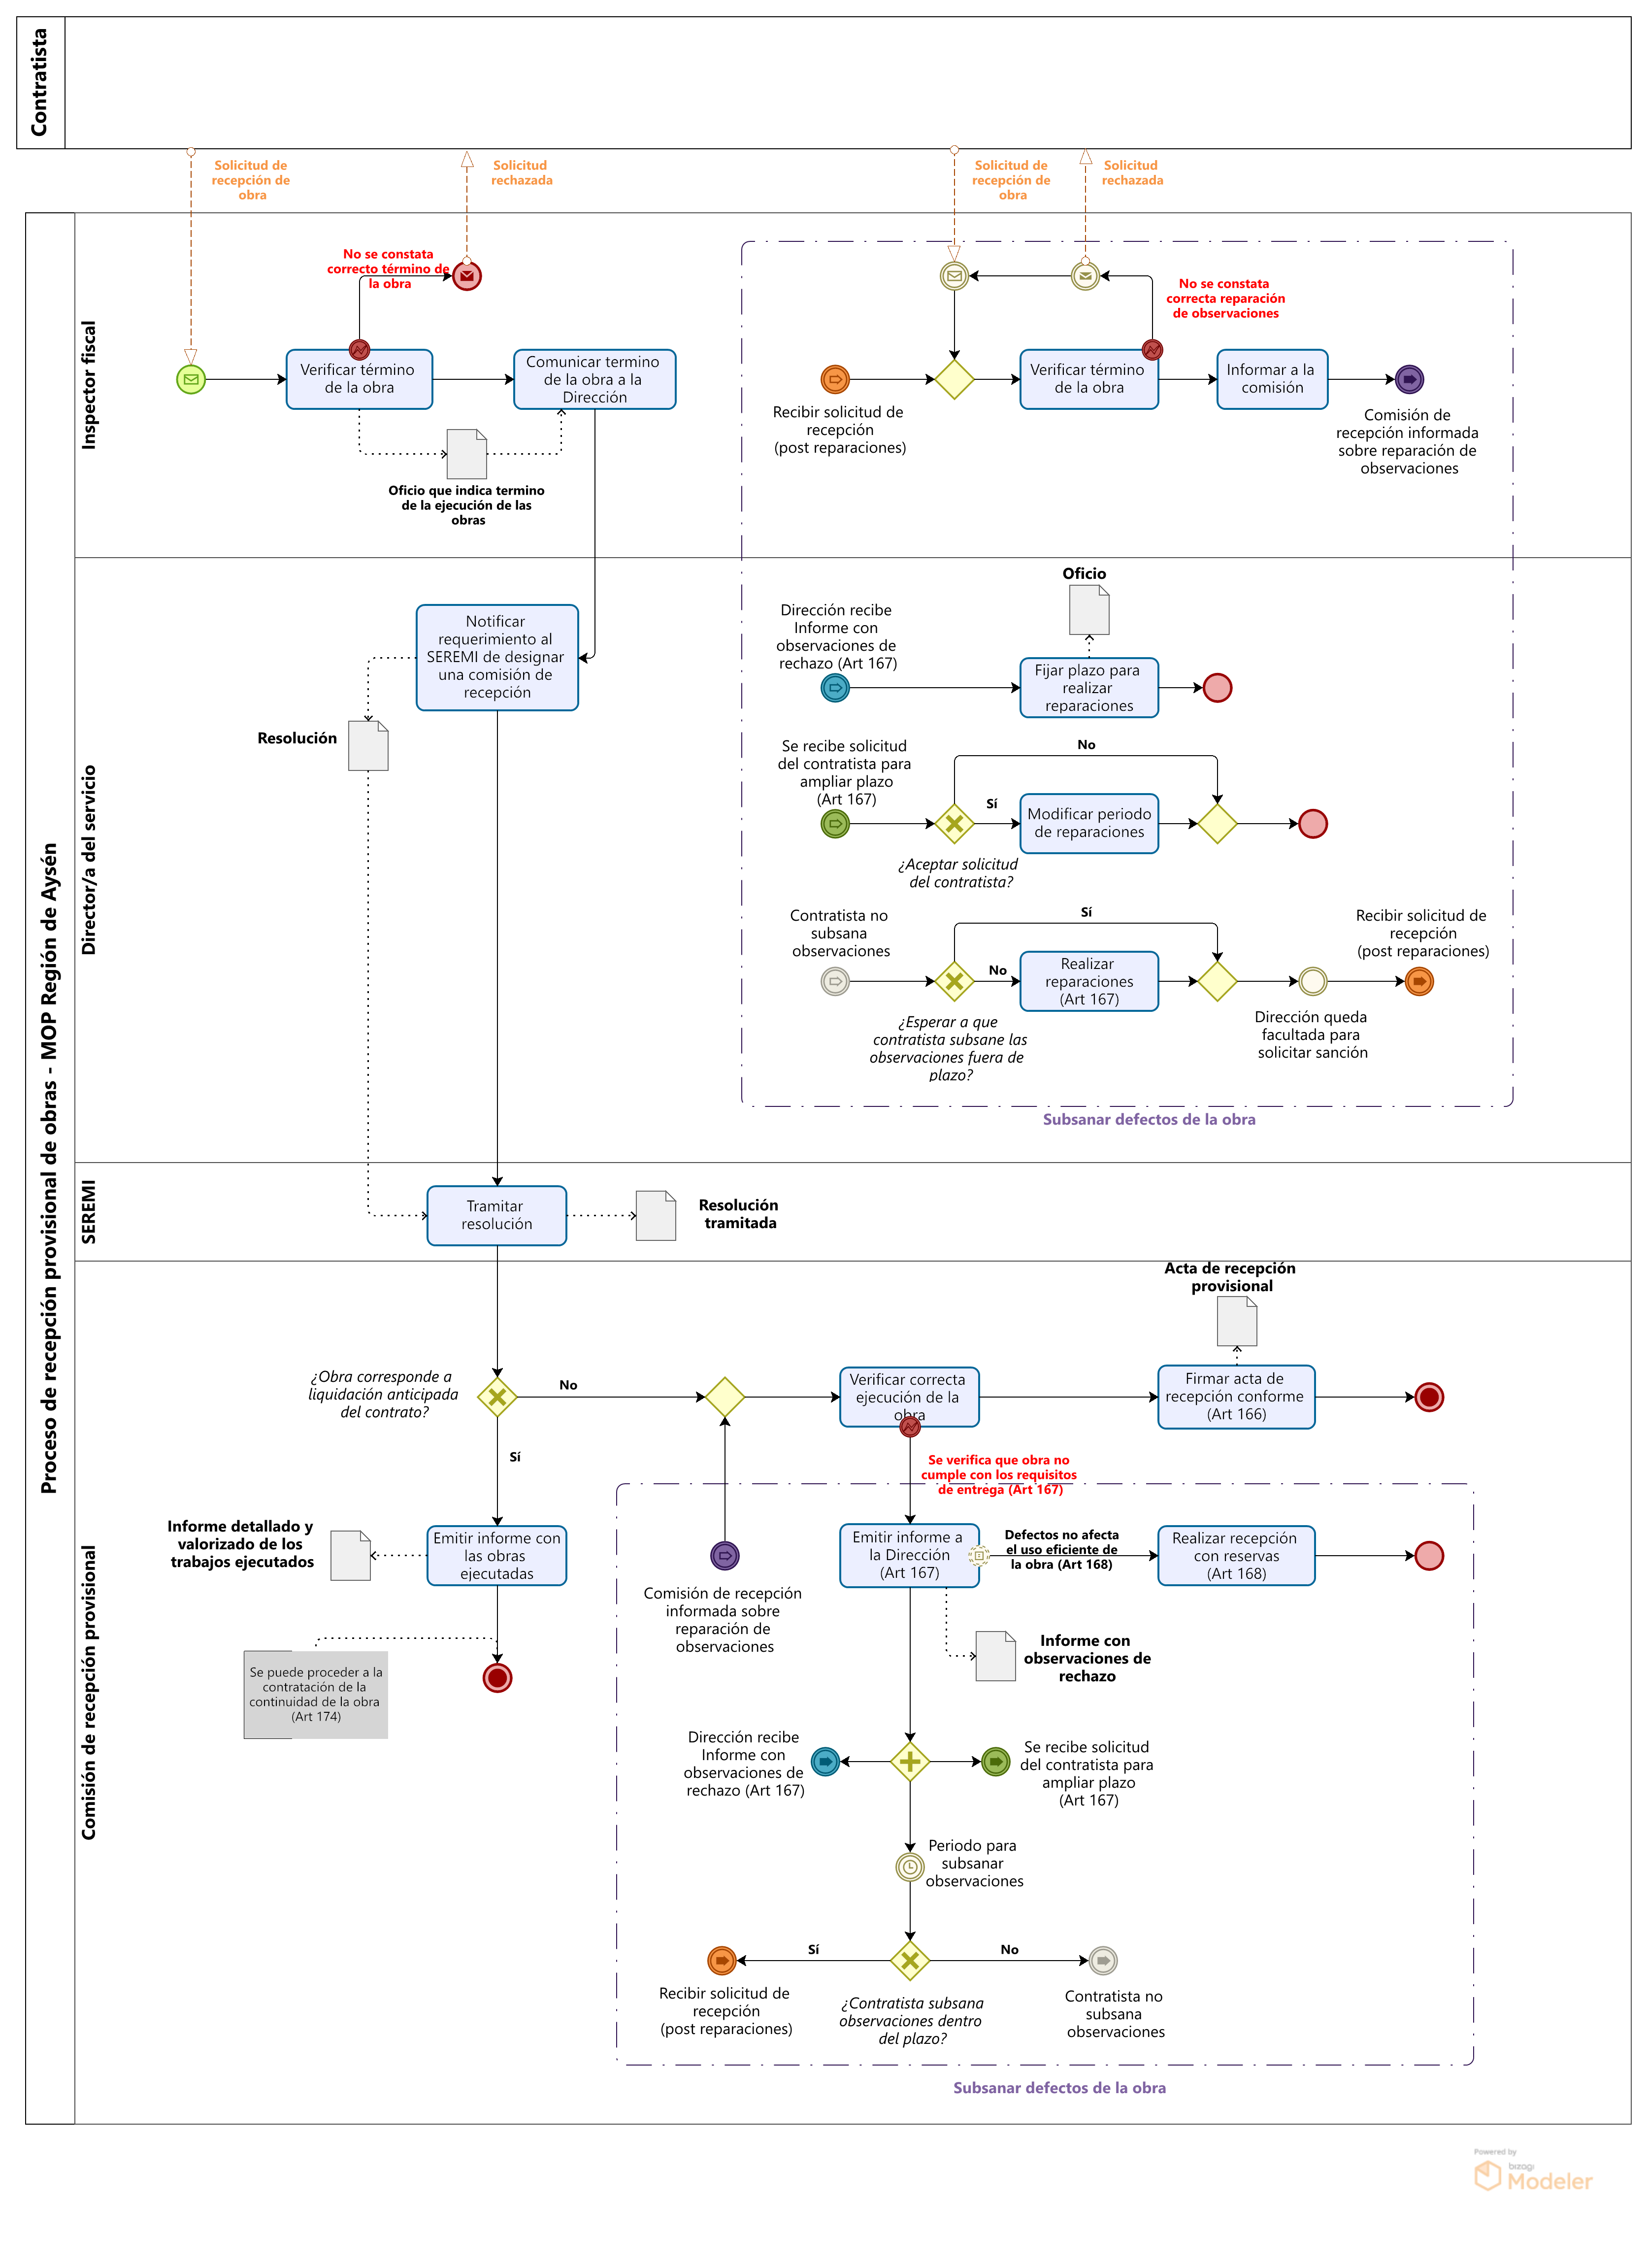 Contratista
Solicitud de
recepción de
obra
Solicitud
rechazada
Solicitud de
recepción de
obra
Solicitud
rechazada
Proceso de recepción provisional de obras - MOP Región de Aysén
Inspector fiscal
No se constata
correcto término de
la obra
Verificar término
de la obra
Comunicar termino
de la obra a la
Dirección
Oficio que indica termino
de la ejecución de las
obras
No se constata
correcta reparación
de observaciones
Recibir solicitud de
recepción
(post reparaciones)
Verificar término
de la obra
Informar a la
comisión
Comisión de
recepción informada
sobre reparación de
observaciones
Director/a del servicio
Notificar
requerimiento al
SEREMI de designar
una comisión de
recepción
Resolución
Oficio
Dirección recibe
Informe con
observaciones de
rechazo (Art 167)
Fijar plazo para
realizar
reparaciones
Se recibe solicitud
del contratista para
ampliar plazo
(Art 167)
No
Sí
Modificar periodo
de reparaciones
¿Aceptar solicitud
del contratista?
Contratista no
subsana
observaciones
Sí
No
Realizar
reparaciones
(Art 167)
Recibir solicitud de
recepción
(post reparaciones)
¿Esperar a que
contratista subsane las
observaciones fuera de
plazo?
Dirección queda
facultada para
solicitar sanción
Subsanar defectos de la obra
SEREMI
Tramitar
resolución
Resolución
tramitada
Comisión de recepción provisional
Acta de recepción
provisional
¿Obra corresponde a
liquidación anticipada
del contrato?
No
Sí
Verificar correcta
ejecución de la
obra
Firmar acta de
recepción conforme
(Art 166)
Se verifica que obra no
cumple con los requisitos
de entrega (Art 167)
Informe detallado y
valorizado de los
trabajos ejecutados
Emitir informe con
las obras
ejecutadas
Se puede proceder a la
contratación de la
continuidad de la obra
(Art 174)
Comisión de recepción
informada sobre
reparación de
observaciones
Emitir informe a
la Dirección
(Art 167)
Defectos no afecta
el uso eficiente de
la obra (Art 168)
Realizar recepción
con reservas
(Art 168)
Informe con
observaciones de
rechazo
Dirección recibe
Informe con
observaciones de
rechazo (Art 167)
Se recibe solicitud
del contratista para
ampliar plazo
(Art 167)
Periodo para
subsanar
observaciones
Sí
No
Recibir solicitud de
recepción
(post reparaciones)
¿Contratista subsana
observaciones dentro
del plazo?
Contratista no
subsana
observaciones
Subsanar defectos de la obra
Powered by
bizagi
Modeler